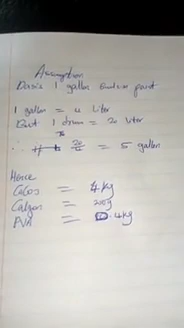 Assumption
Basis 1 gallon emulsion paint
1 gallon = 4 liter
But 1 drum = 20 liter
∴ 20/4 = 5 gallon
Hence
CaCO3 = 4kg
Calgon = 200g
PVA = 0.4kg